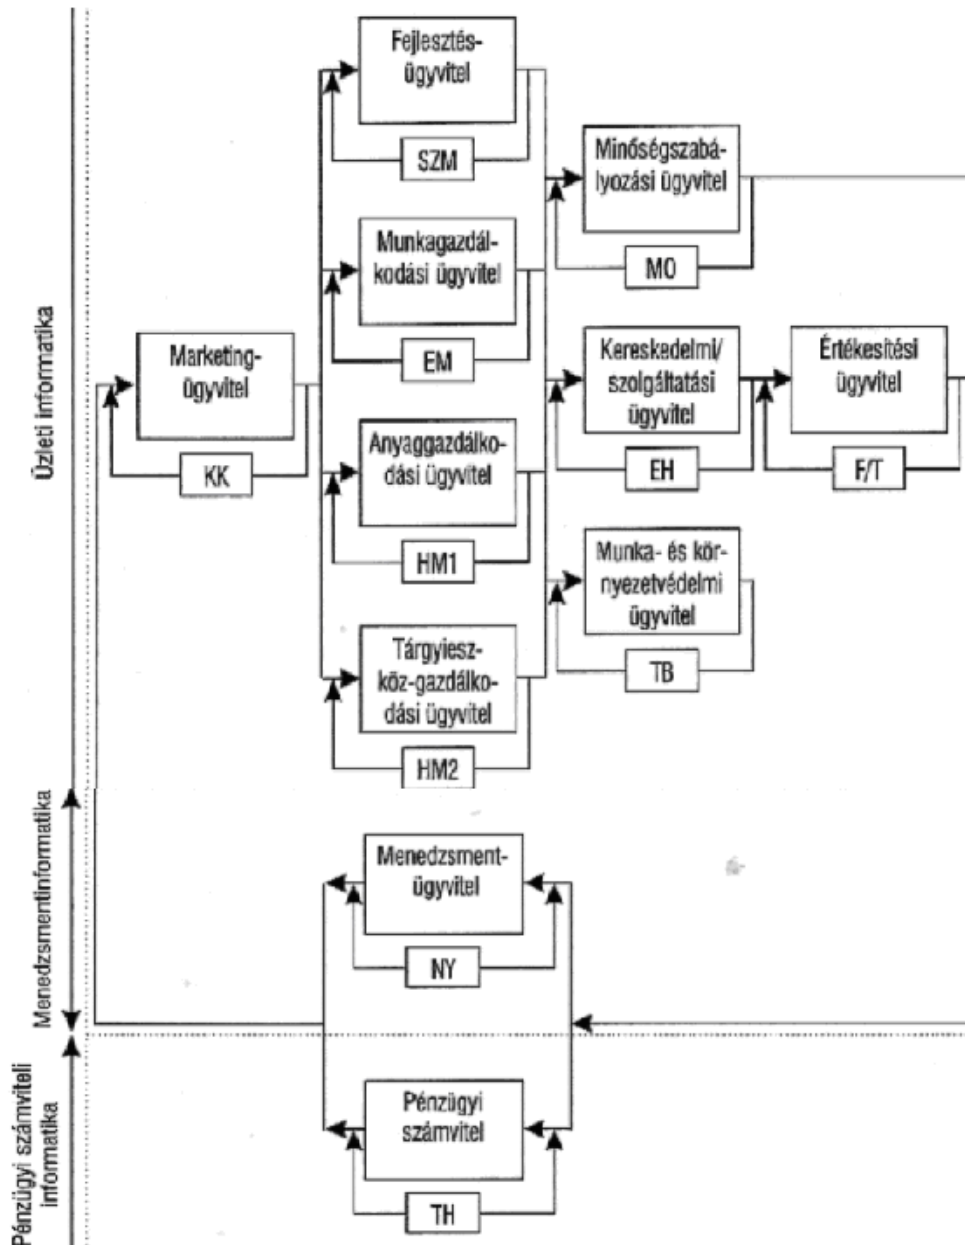 Fejlesztés-
ügyvitel
SZM
Munkagazdál-
kodási ügyvitel
EM
Anyaggazdálko-
dási ügyvitel
HM1
Tárgyiesz-
köz-gazdálko-
dási ügyvitel
HM2
Marketing-
ügyvitel
KK
Minőségszabá-
lyozási ügyvitel
MO
Kereskedelmi/
szolgáltatási
ügyvitel
EH
Értékesítési
ügyvitel
F/T
Munka- és kör-
nyezetvédelmi
ügyvitel
TB
Üzleti informatika
Menedzsment-
ügyvitel
NY
Menedzsmentinformatika
Pénzügyi
számvitel
TH
Pénzügyi számviteli
informatika